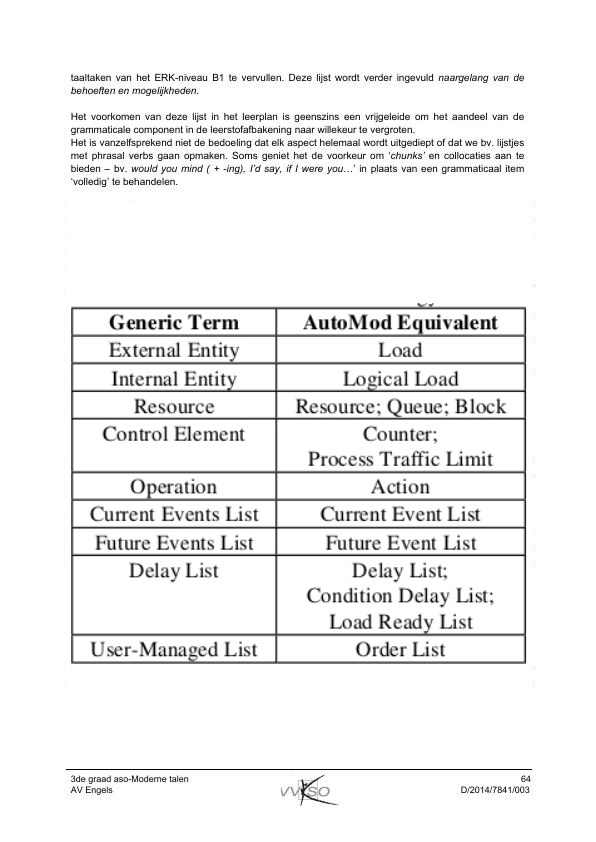 taaltaken van het ERK-niveau B1 te vervullen. Deze lijst wordt verder ingevuld naargelang van de
behoeften en mogelijkheden.
Het voorkomen van deze lijst in het leerplan is geenszins een vrijgeleide om het aandeel van de
grammaticale component in de leerstofafbakening naar willekeur te vergroten.
Het is vanzelfsprekend niet de bedoeling dat elk aspect helemaal wordt uitgediept of dat we bv. lijstjes
met phrasal verbs gaan opmaken. Soms geniet het de voorkeur om ‘chunks’ en collocaties aan te
bieden – bv. would you mind ( + -ing), I’d say, if I were you…’ in plaats van een grammaticaal item
‘volledig’ te behandelen.
Generic Term AutoMod Equivalent
External Entity Load
Internal Entity Logical Load
Resource Resource; Queue; Block
Control Element Counter;
Process Traffic Limit
Operation Action
Current Events List Current Event List
Future Events List Future Event List
Delay List Delay List;
Condition Delay List;
Load Ready List
User-Managed List Order List
3de graad aso-Moderne talen 64
AV Engels VVKSO D/2014/7841/003